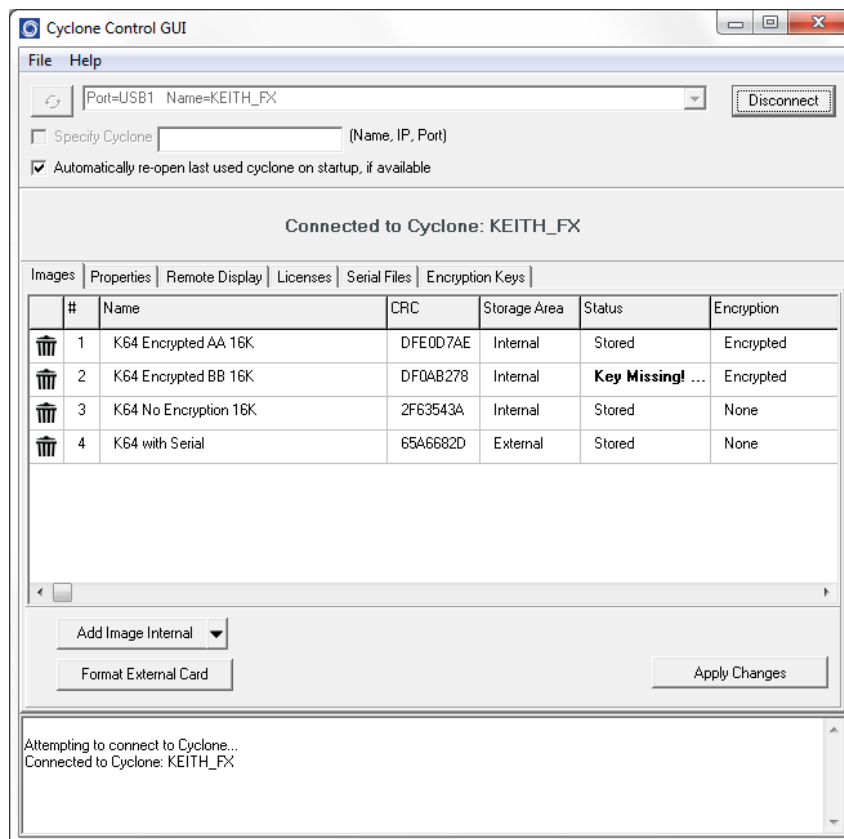 Cyclone Control GUI
File Help
Port=USB1 Name=KEITH_FX
Disconnect
Specify Cyclone (Name, IP, Port)
Automatically re-open last used cyclone on startup, if available
Connected to Cyclone: KEITH_FX
Images Properties Remote Display Licenses Serial Files Encryption Keys
# Name CRC Storage Area Status Encryption
1 K64 Encrypted AA 16K DFE0D7AE Internal Stored Encrypted
2 K64 Encrypted BB 16K DF0AB278 Internal Key Missing! ... Encrypted
3 K64 No Encryption 16K 2F63543A Internal Stored None
4 K64 with Serial 65A6682D External Stored None
Add Image Internal
Format External Card Apply Changes
Attempting to connect to Cyclone...
Connected to Cyclone: KEITH_FX